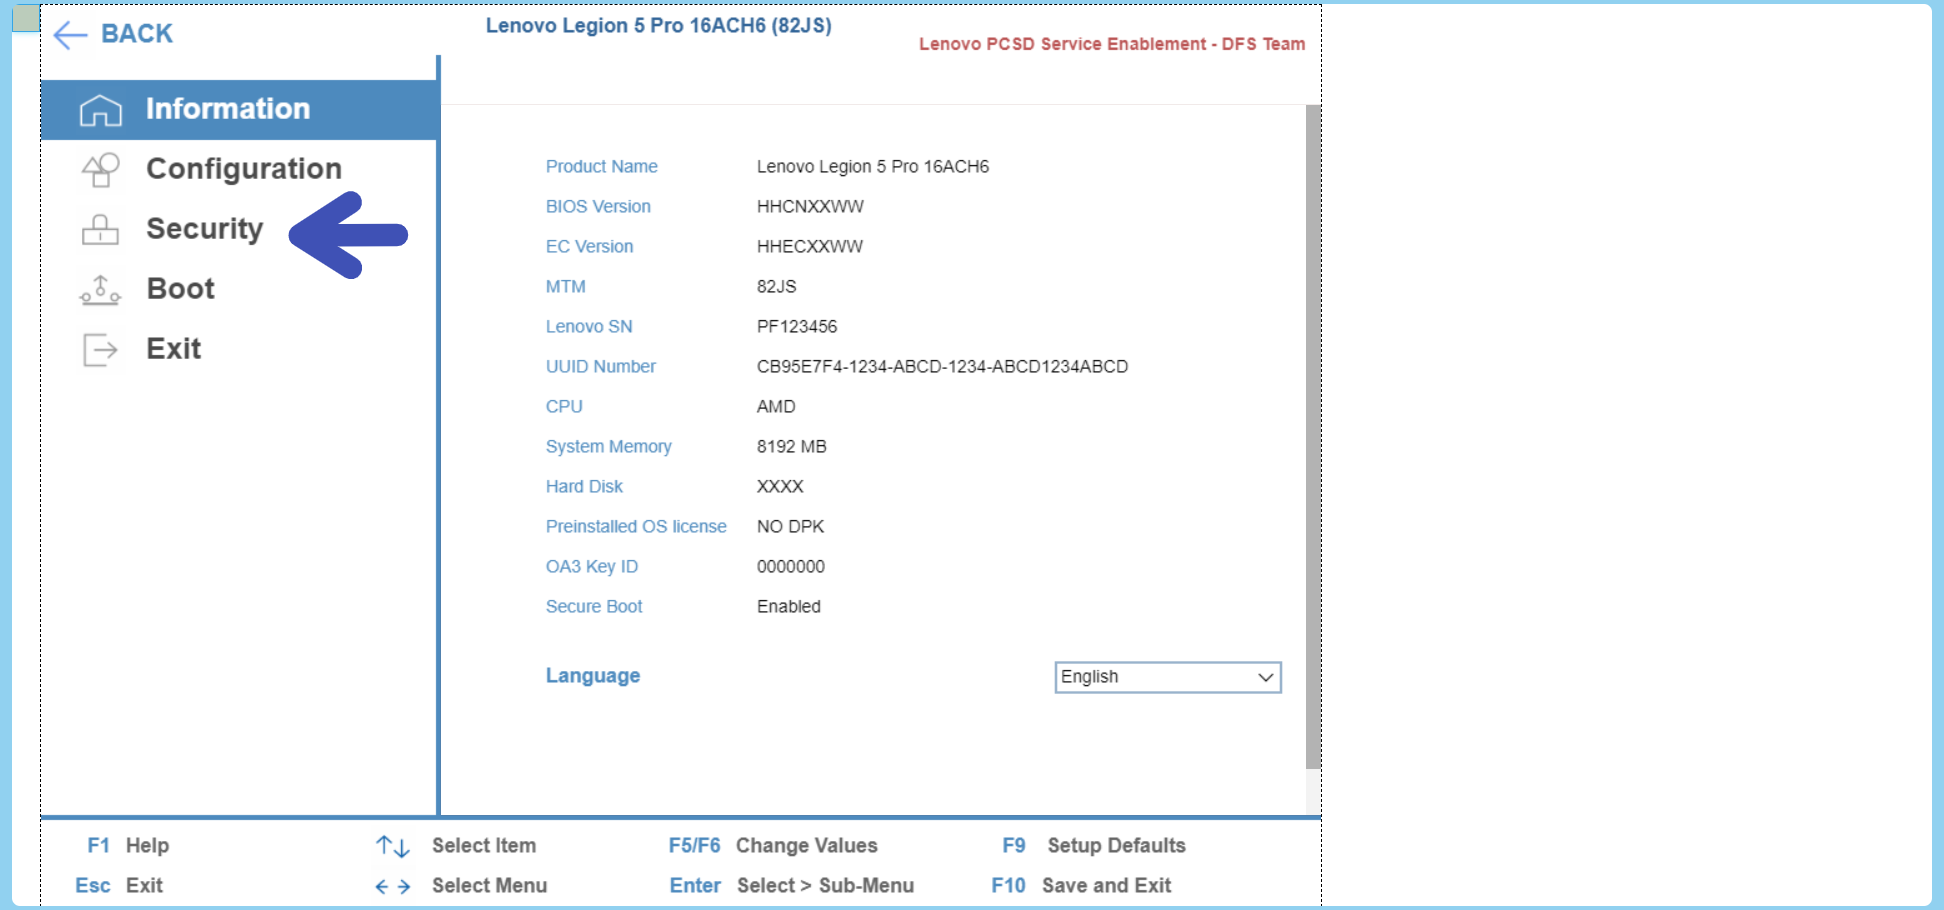 BACK
Lenovo Legion 5 Pro 16ACH6 (82JS)
Lenovo PCSD Service Enablement - DFS Team
Information
Configuration
Security
Boot
Exit
Product Name Lenovo Legion 5 Pro 16ACH6
BIOS Version HHCNXXWW
EC Version HHECXXWW
MTM 82JS
Lenovo SN PF123456
UUID Number CB95E7F4-1234-ABCD-1234-ABCD1234ABCD
CPU AMD
System Memory 8192 MB
Hard Disk XXXX
Preinstalled OS license NO DPK
OA3 Key ID 0000000
Secure Boot Enabled
Language English
F1 Help ↑↓ Select Item F5/F6 Change Values F9 Setup Defaults
Esc Exit ← → Select Menu Enter Select > Sub-Menu F10 Save and Exit